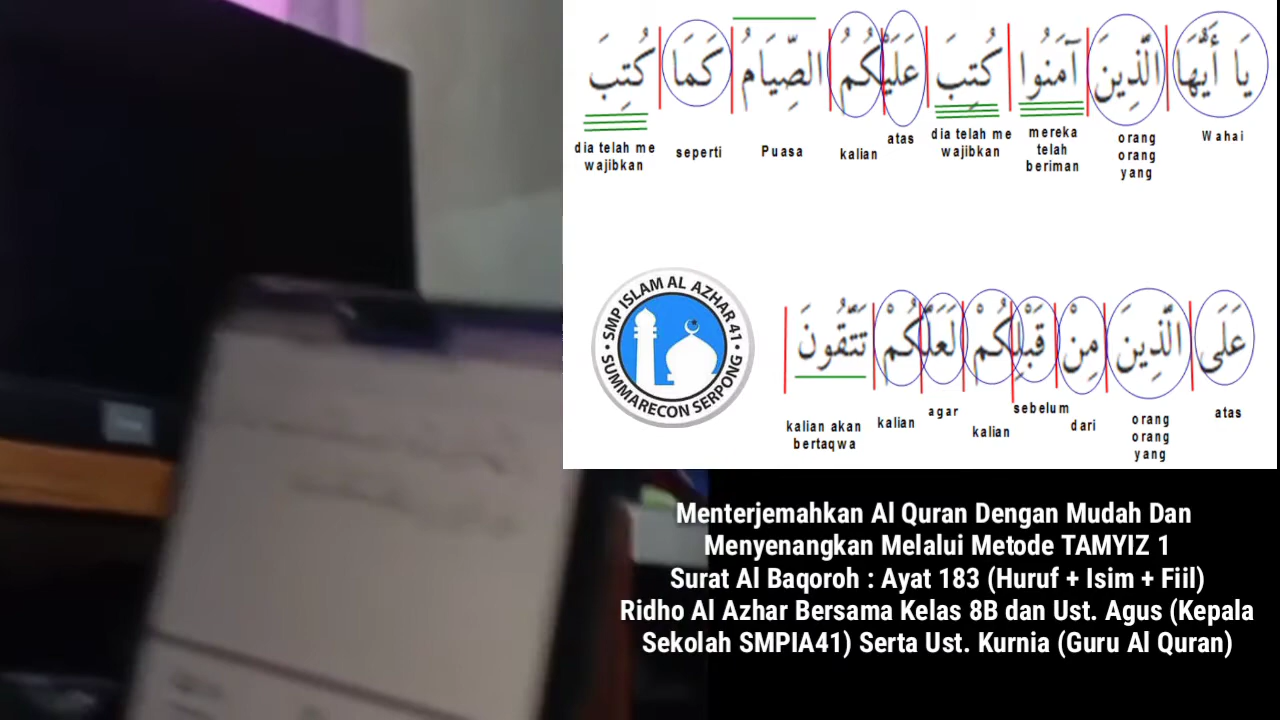 يَا أَيُّهَا الَّذِينَ آمَنُوا كُتِبَ عَلَيْكُمُ الصِّيَامُ كَمَا كُتِبَ
Wahai
orang orang yang
mereka telah beriman
dia telah me wajibkan
atas
kalian
Puasa
seperti
dia telah me wajibkan
عَلَى الَّذِينَ مِنْ قَبْلِكُمْ لَعَلَّكُمْ تَتَّقُونَ
atas
orang orang yang
dari
sebelum
kalian
agar
kalian
kalian akan bertaqwa
SMP ISLAM AL AZHAR 41
SUMMARECON SERPONG
Menterjemahkan Al Quran Dengan Mudah Dan
Menyenangkan Melalui Metode TAMYIZ 1
Surat Al Baqoroh : Ayat 183 (Huruf + Isim + Fiil)
Ridho Al Azhar Bersama Kelas 8B dan Ust. Agus (Kepala
Sekolah SMPIA41) Serta Ust. Kurnia (Guru Al Quran)